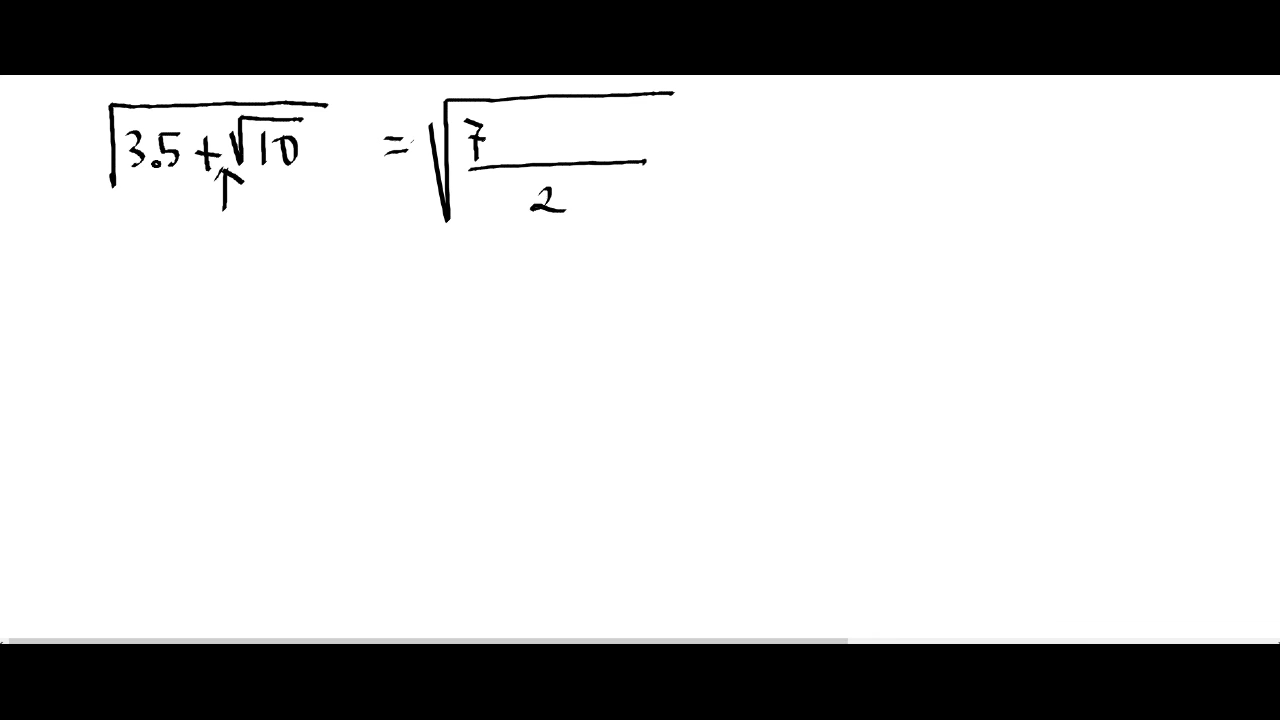 √(3.5 + √10) = √(7/2)
↑